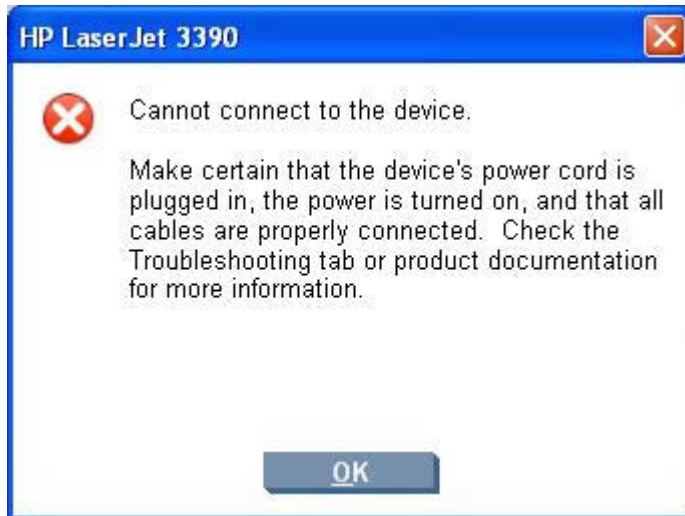 HP LaserJet 3390
Cannot connect to the device.
Make certain that the device's power cord is
plugged in, the power is turned on, and that all
cables are properly connected.  Check the
Troubleshooting tab or product documentation
for more information.
OK